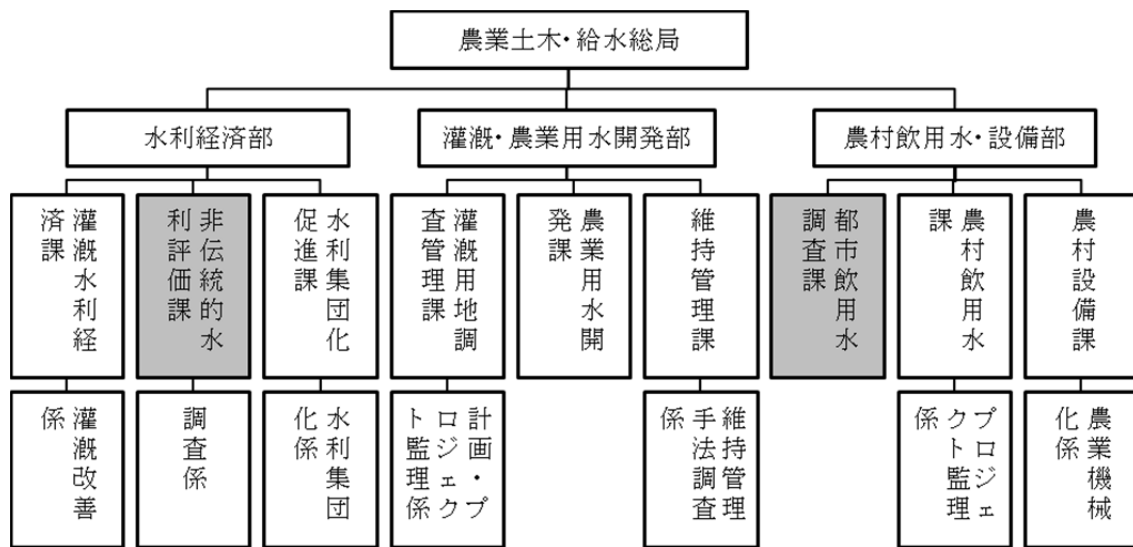 農業土木・給水総局
水利経済部
灌漑・農業用水開発部
農村飲用水・設備部
灌漑水利経
済課
非伝統的水
利評価課
水利集団化
促進課
灌漑用地調
査管理課
農業用水開
発課
維持管理課
都市飲用水
調査課
農村飲用水
課
農村設備課
灌漑改善
係
調査係
水利集団
化係
計画・プ
ロジェク
ト監理係
維持管理
手法調査
係
プロジェ
クト監理
係
農業機械
化係